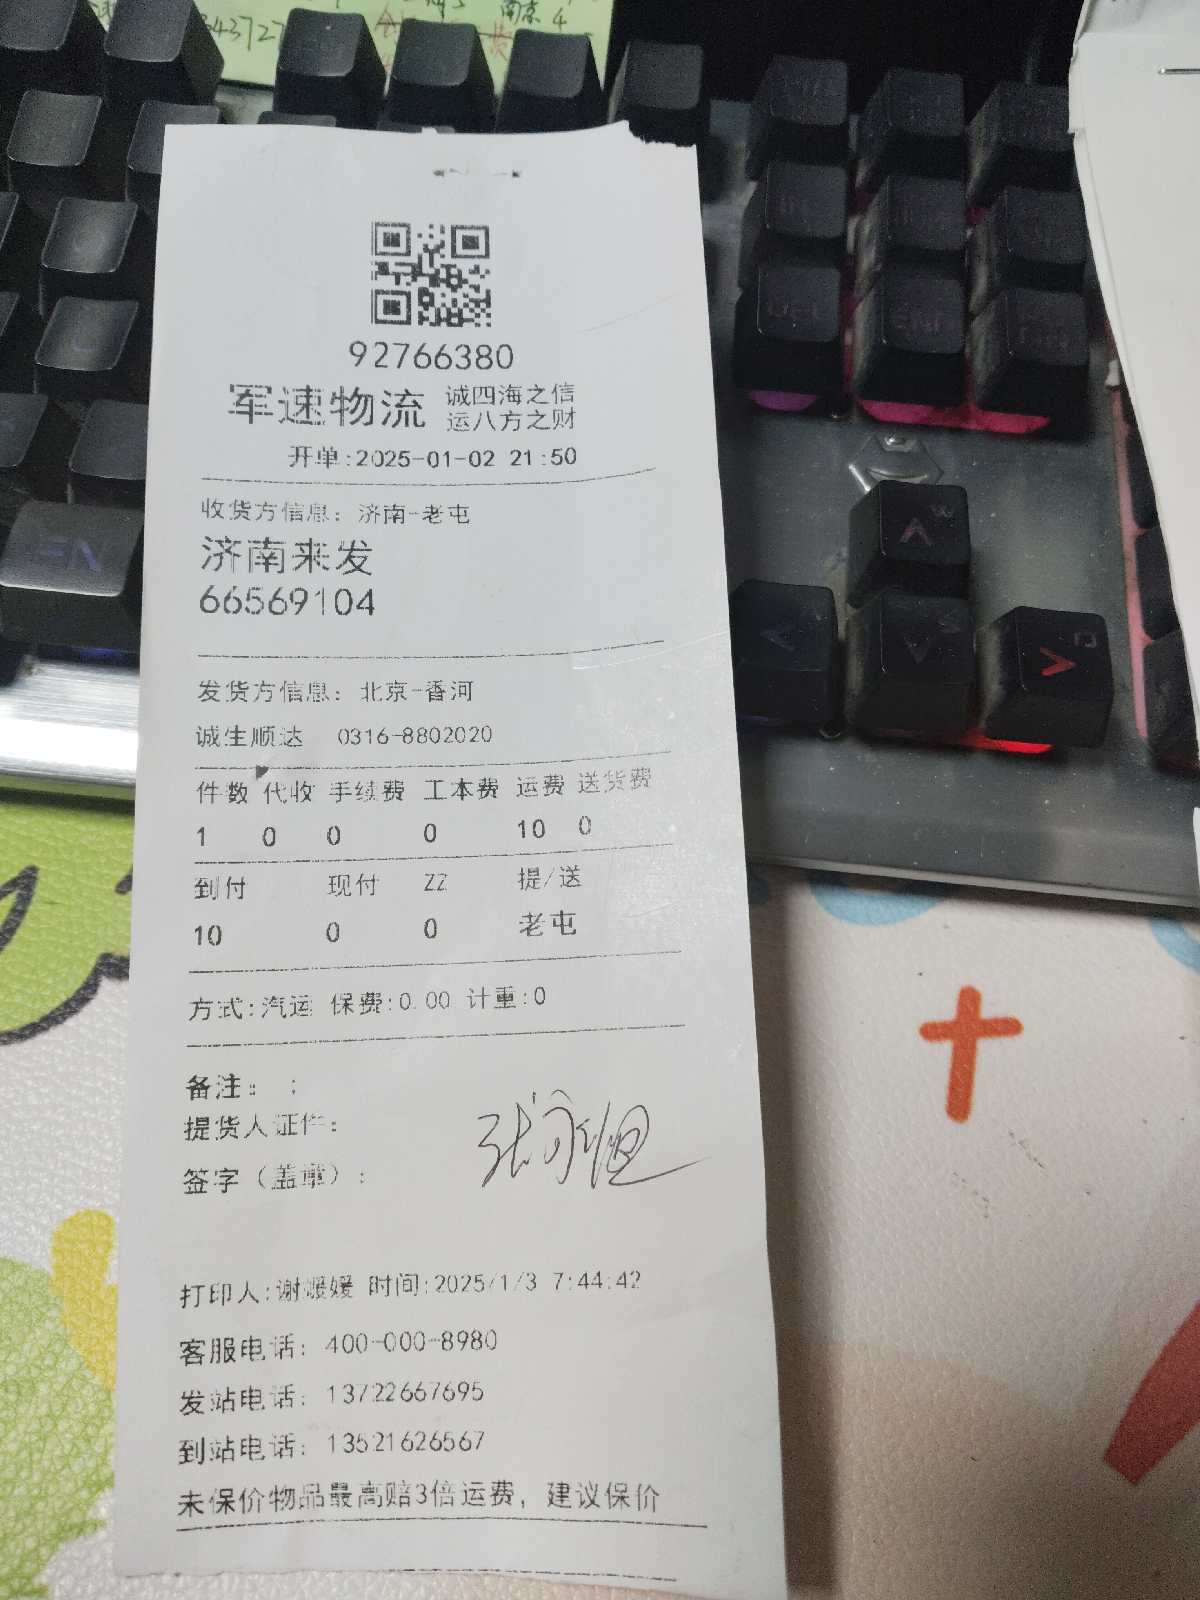 南京 4
92766380
军速物流 诚四海之信
运八方之财
开单:2025-01-02 21:50
收货方信息: 济南-老屯
济南来发
66569104
发货方信息: 北京-香河
诚生顺达 0316-8802020
件数 代收 手续费 工本费 运费 送货费
1 0 0 0 10 0
到付 现付 ZZ 提/送
10 0 0 老屯
方式:汽运 保费:0.00 计重:0
备注: :
提货人证件:
签字(盖章):
打印人:谢媛媛 时间:2025/1/3 7:44:42
客服电话: 400-000-8980
发站电话: 13722667695
到站电话: 13521626567
未保价物品最高赔3倍运费, 建议保价
END
W
D